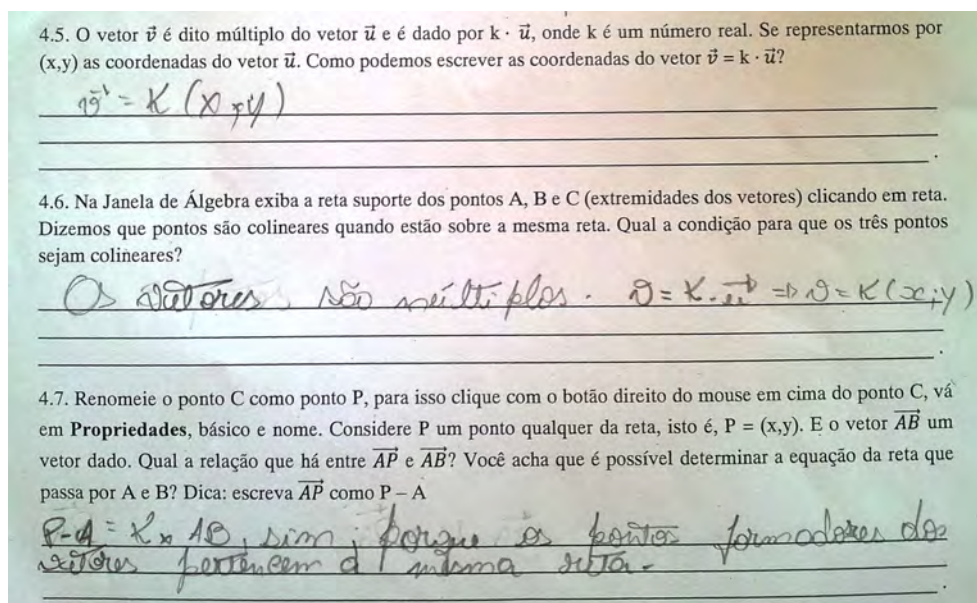 4.5. O vetor v⃗ é dito múltiplo do vetor u⃗ e é dado por k · u⃗, onde k é um número real. Se representarmos por
(x,y) as coordenadas do vetor u⃗. Como podemos escrever as coordenadas do vetor v⃗ = k · u⃗?
v⃗ = K (x ; y)
4.6. Na Janela de Álgebra exiba a reta suporte dos pontos A, B e C (extremidades dos vetores) clicando em reta.
Dizemos que pontos são colineares quando estão sobre a mesma reta. Qual a condição para que os três pontos
sejam colineares?
Os vetores são múltiplos. v = K.u⃗ => v = K(x;y)
4.7. Renomeie o ponto C como ponto P, para isso clique com o botão direito do mouse em cima do ponto C, vá
em Propriedades, básico e nome. Considere P um ponto qualquer da reta, isto é, P = (x,y). E o vetor A⃗B um
vetor dado. Qual a relação que há entre A⃗P e A⃗B? Você acha que é possível determinar a equação da reta que
passa por A e B? Dica: escreva A⃗P como P – A
P-A = K x AB, sim, porque os pontos formadores dos
vetores pertencem a mesma reta.